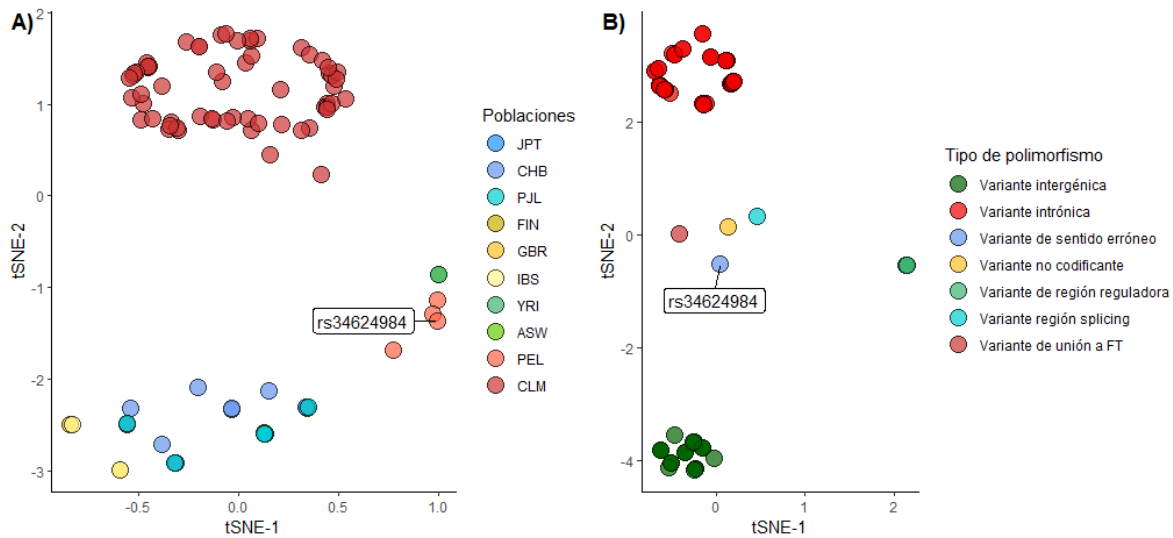 A)
2
1
0
-1
-2
-3
tSNE-2
-0.5
0.0
0.5
1.0
tSNE-1
rs34624984
Poblaciones
JPT
CHB
PJL
FIN
GBR
IBS
YRI
ASW
PEL
CLM
B)
2
0
-2
-4
tSNE-2
0
1
2
tSNE-1
rs34624984
Tipo de polimorfismo
Variante intergénica
Variante intrónica
Variante de sentido erróneo
Variante no codificante
Variante de región reguladora
Variante región splicing
Variante de unión a FT